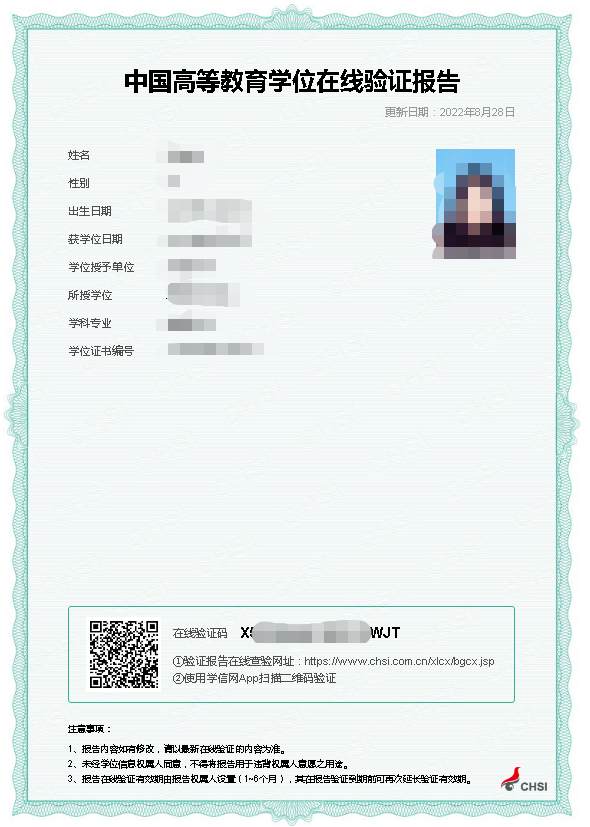 中国高等教育学位在线验证报告
更新日期：2022年8月28日
姓名
性别
出生日期
获学位日期
学位授予单位
所授学位
学科专业
学位证书编号
在线验证码 WJT
①验证报告在线查验网址：https://www.chsi.com.cn/xlcx/bgcx.jsp
②使用学信网App扫描二维码验证
注意事项：
1、报告内容如有修改，请以最新在线验证的内容为准。
2、未经学位信息权属人同意，不得将报告用于违背权属人意愿之用途。
3、报告在线验证有效期由报告权属人设置（1~6个月），其在报告验证到期前可再次延长验证有效期。
CHSI